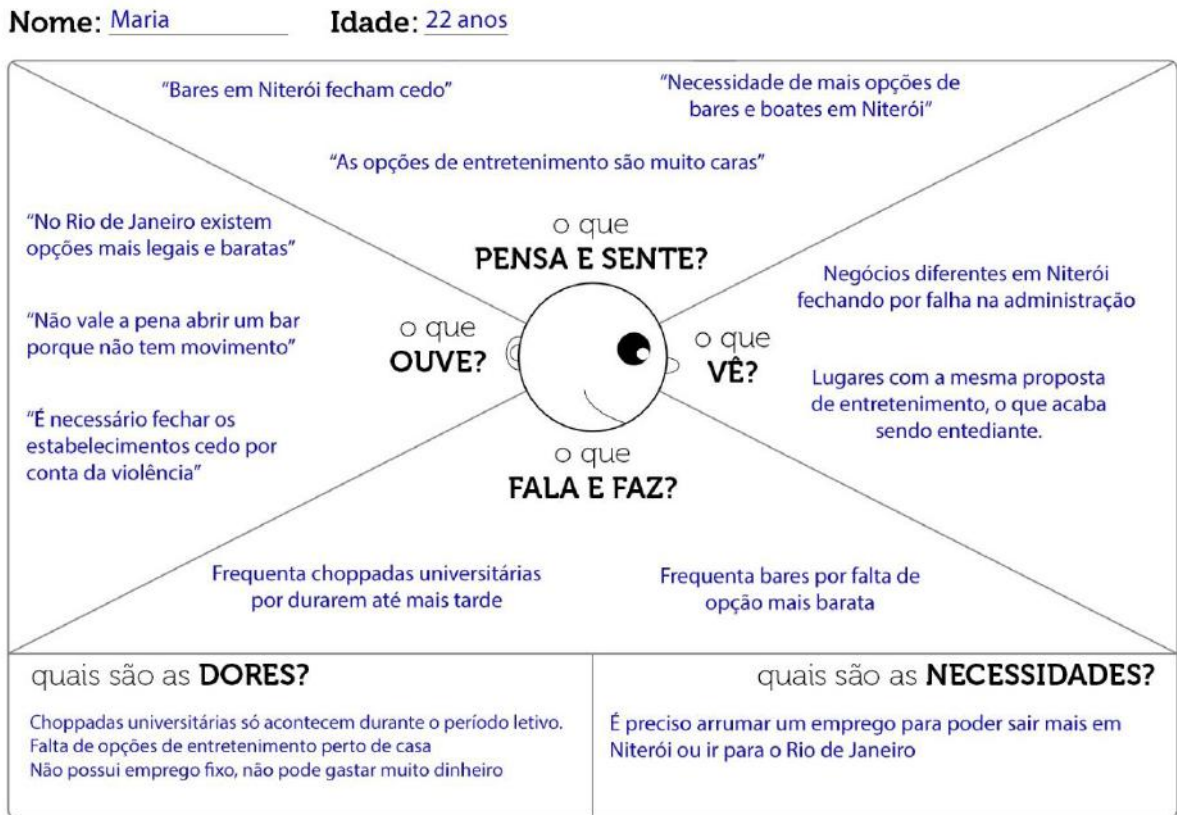 Nome: Maria Idade: 22 anos
"Bares em Niterói fecham cedo"
"Necessidade de mais opções de
bares e boates em Niterói"
"As opções de entretenimento são muito caras"
o que
PENSA E SENTE?
"No Rio de Janeiro existem
opções mais legais e baratas"
"Não vale a pena abrir um bar
porque não tem movimento"
"É necessário fechar os
estabelecimentos cedo por
conta da violência"
o que
OUVE?
o que
VÊ?
Negócios diferentes em Niterói
fechando por falha na administração
Lugares com a mesma proposta
de entretenimento, o que acaba
sendo entediante.
o que
FALA E FAZ?
Frequenta choppadas universitárias
por durarem até mais tarde
Frequenta bares por falta de
opção mais barata
quais são as DORES?
Choppadas universitárias só acontecem durante o período letivo.
Falta de opções de entretenimento perto de casa
Não possui emprego fixo, não pode gastar muito dinheiro
quais são as NECESSIDADES?
É preciso arrumar um emprego para poder sair mais em
Niterói ou ir para o Rio de Janeiro